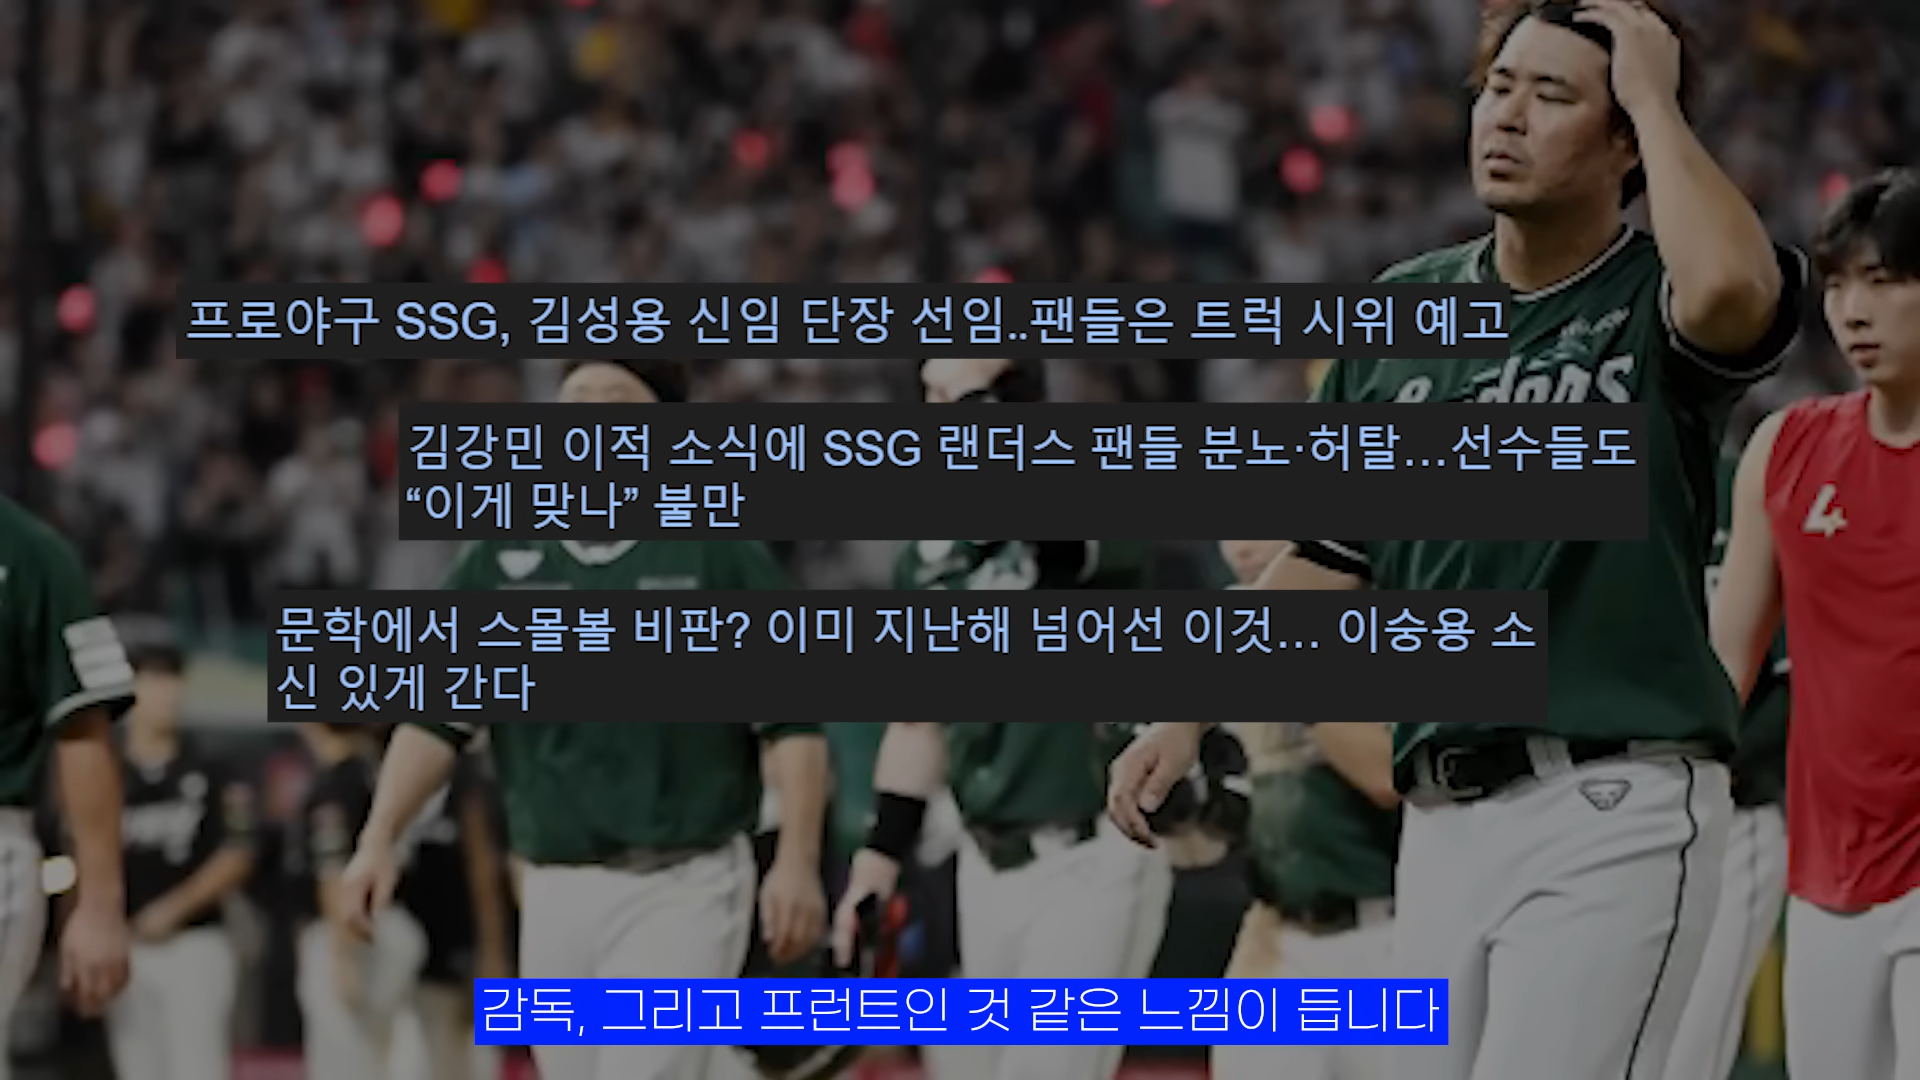 프로야구 SSG, 김성용 신임 단장 선임..팬들은 트럭 시위 예고
김강민 이적 소식에 SSG 랜더스 팬들 분노·허탈…선수들도
“이게 맞나” 불만
문학에서 스몰볼 비판? 이미 지난해 넘어선 이것… 이숭용 소
신 있게 간다
4
감독, 그리고 프런트인 것 같은 느낌이 듭니다